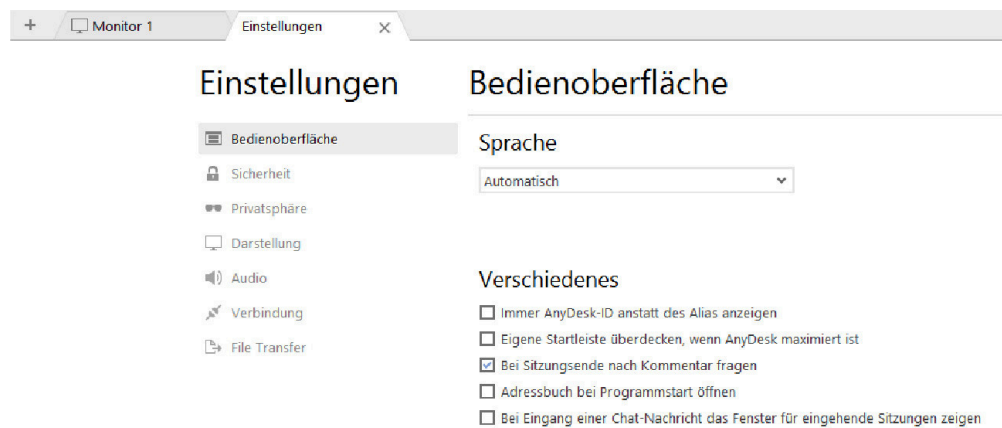 + Monitor 1 Einstellungen ×
Einstellungen
Bedienoberfläche
Sicherheit
Privatsphäre
Darstellung
Audio
Verbindung
File Transfer
Bedienoberfläche
Sprache
Automatisch
Verschiedenes
Immer AnyDesk-ID anstatt des Alias anzeigen
Eigene Startleiste überdecken, wenn AnyDesk maximiert ist
Bei Sitzungsende nach Kommentar fragen
Adressbuch bei Programmstart öffnen
Bei Eingang einer Chat-Nachricht das Fenster für eingehende Sitzungen zeigen